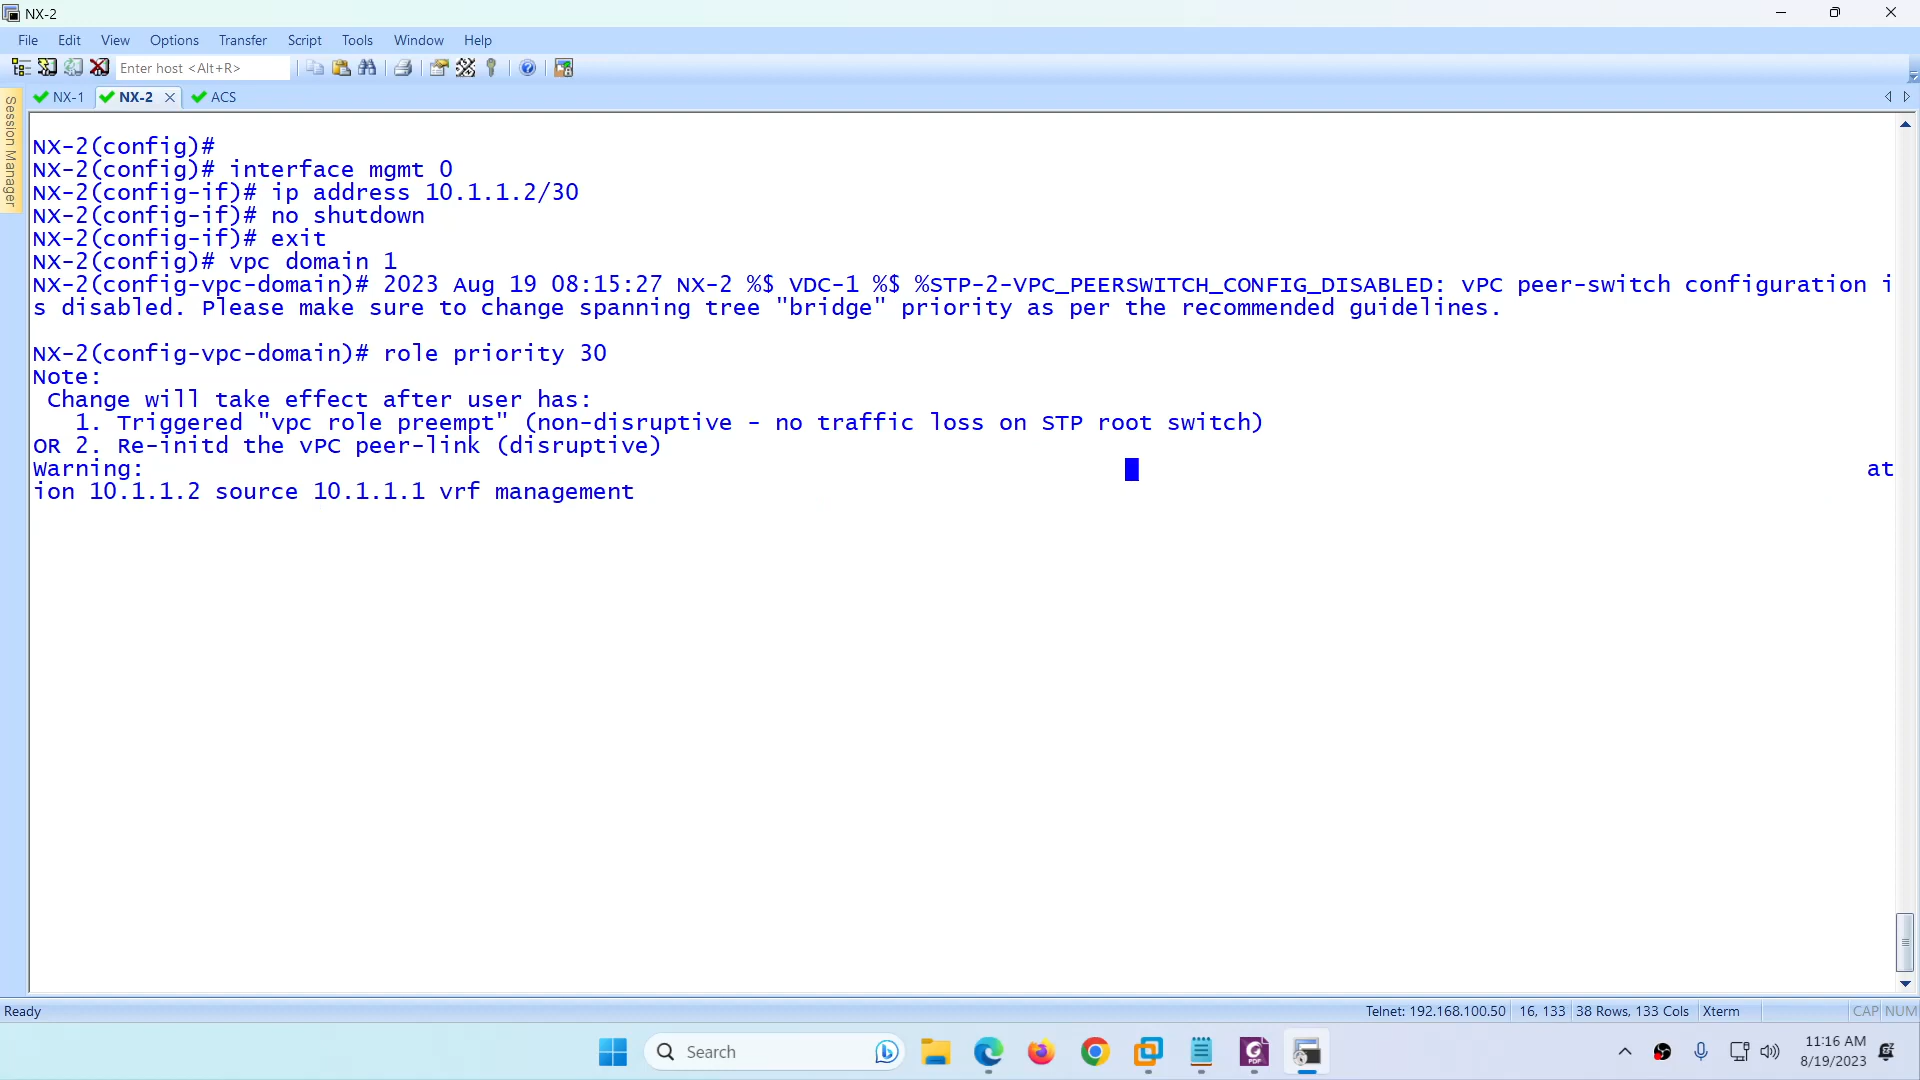 NX-2
File Edit View Options Transfer Script Tools Window Help
Enter host <Alt+R>
NX-1 NX-2 ACS
Session Manager
NX-2(config)#
NX-2(config)# interface mgmt 0
NX-2(config-if)# ip address 10.1.1.2/30
NX-2(config-if)# no shutdown
NX-2(config-if)# exit
NX-2(config)# vpc domain 1
NX-2(config-vpc-domain)# 2023 Aug 19 08:15:27 NX-2 %$ VDC-1 %$ %STP-2-VPC_PEERSWITCH_CONFIG_DISABLED: vPC peer-switch configuration i
s disabled. Please make sure to change spanning tree "bridge" priority as per the recommended guidelines.
NX-2(config-vpc-domain)# role priority 30
Note:
Change will take effect after user has:
1. Triggered "vpc role preempt" (non-disruptive - no traffic loss on STP root switch)
OR 2. Re-initd the vPC peer-link (disruptive)
Warning: at
ion 10.1.1.2 source 10.1.1.1 vrf management
Ready Telnet: 192.168.100.50 16, 133 38 Rows, 133 Cols Xterm CAP NUM
Search
PDF
11:16 AM
8/19/2023